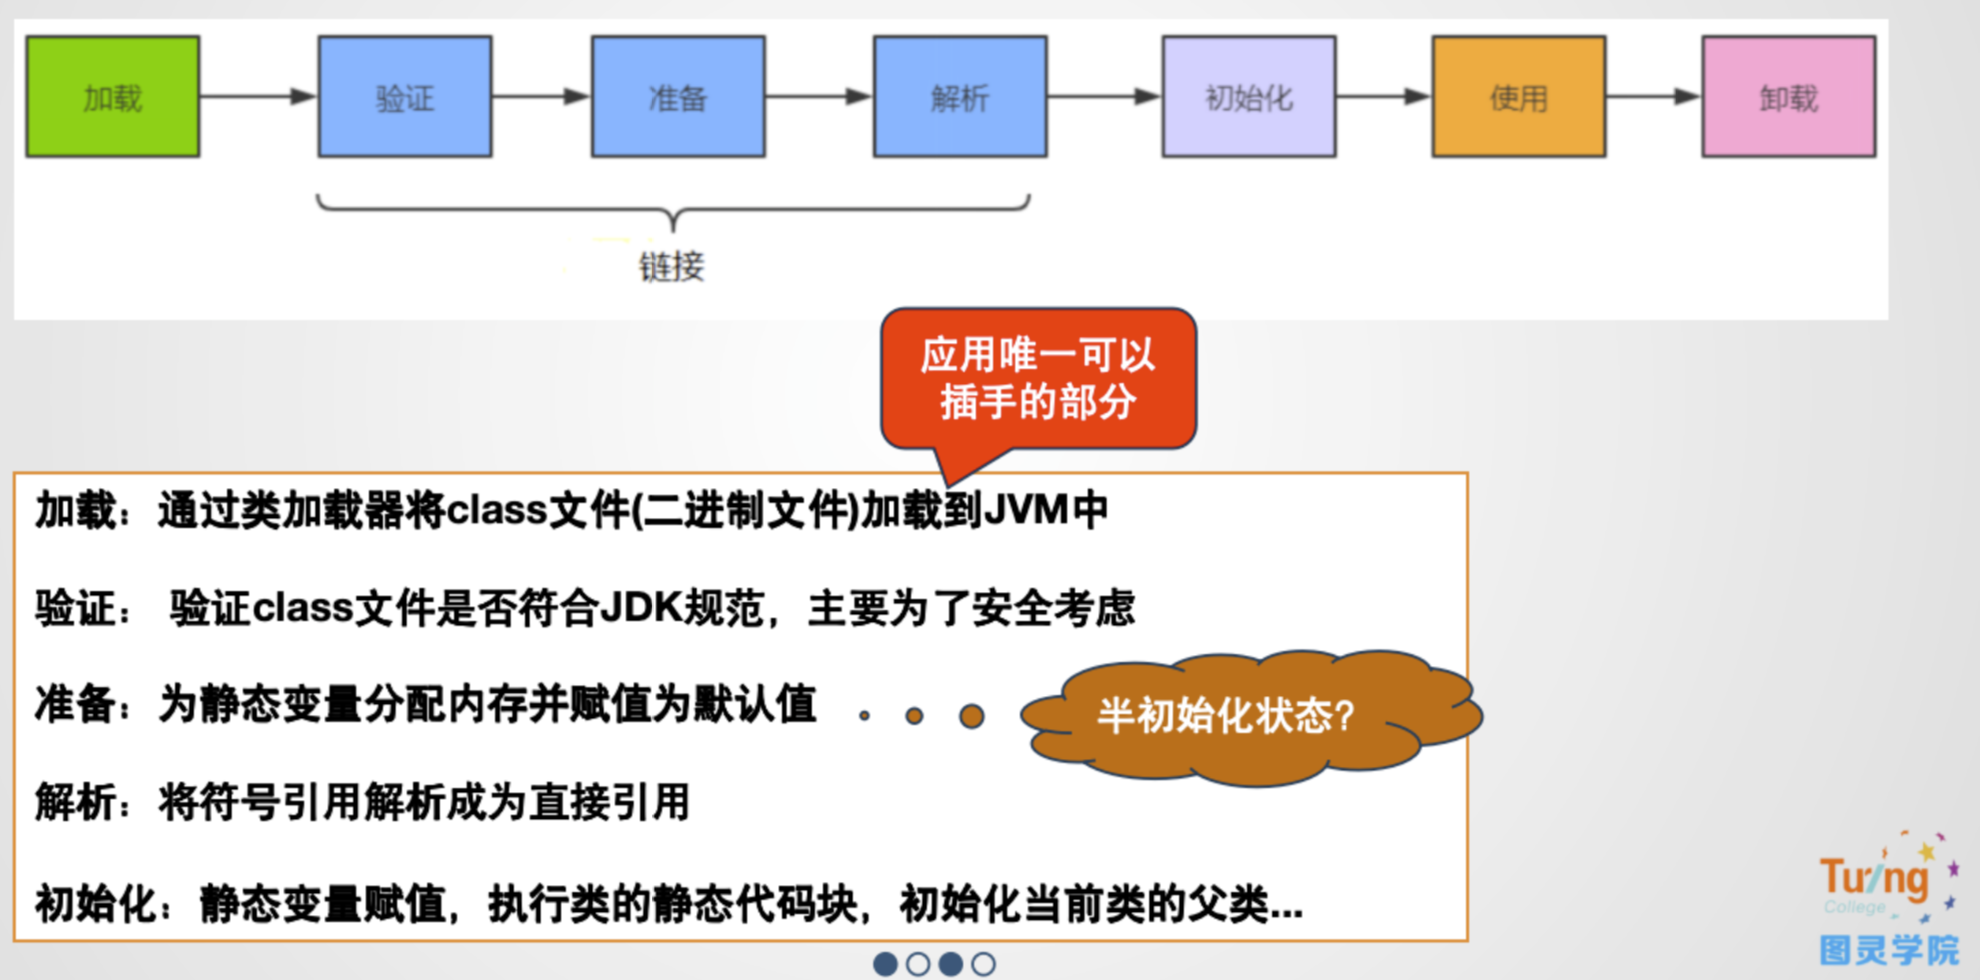 加载
验证
准备
解析
初始化
使用
卸载
链接
应用唯一可以
插手的部分
加载：通过类加载器将class文件(二进制文件)加载到JVM中
验证： 验证class文件是否符合JDK规范，主要为了安全考虑
准备：为静态变量分配内存并赋值为默认值
半初始化状态？
解析：将符号引用解析成为直接引用
初始化：静态变量赋值，执行类的静态代码块，初始化当前类的父类...
Turing
College
图灵学院